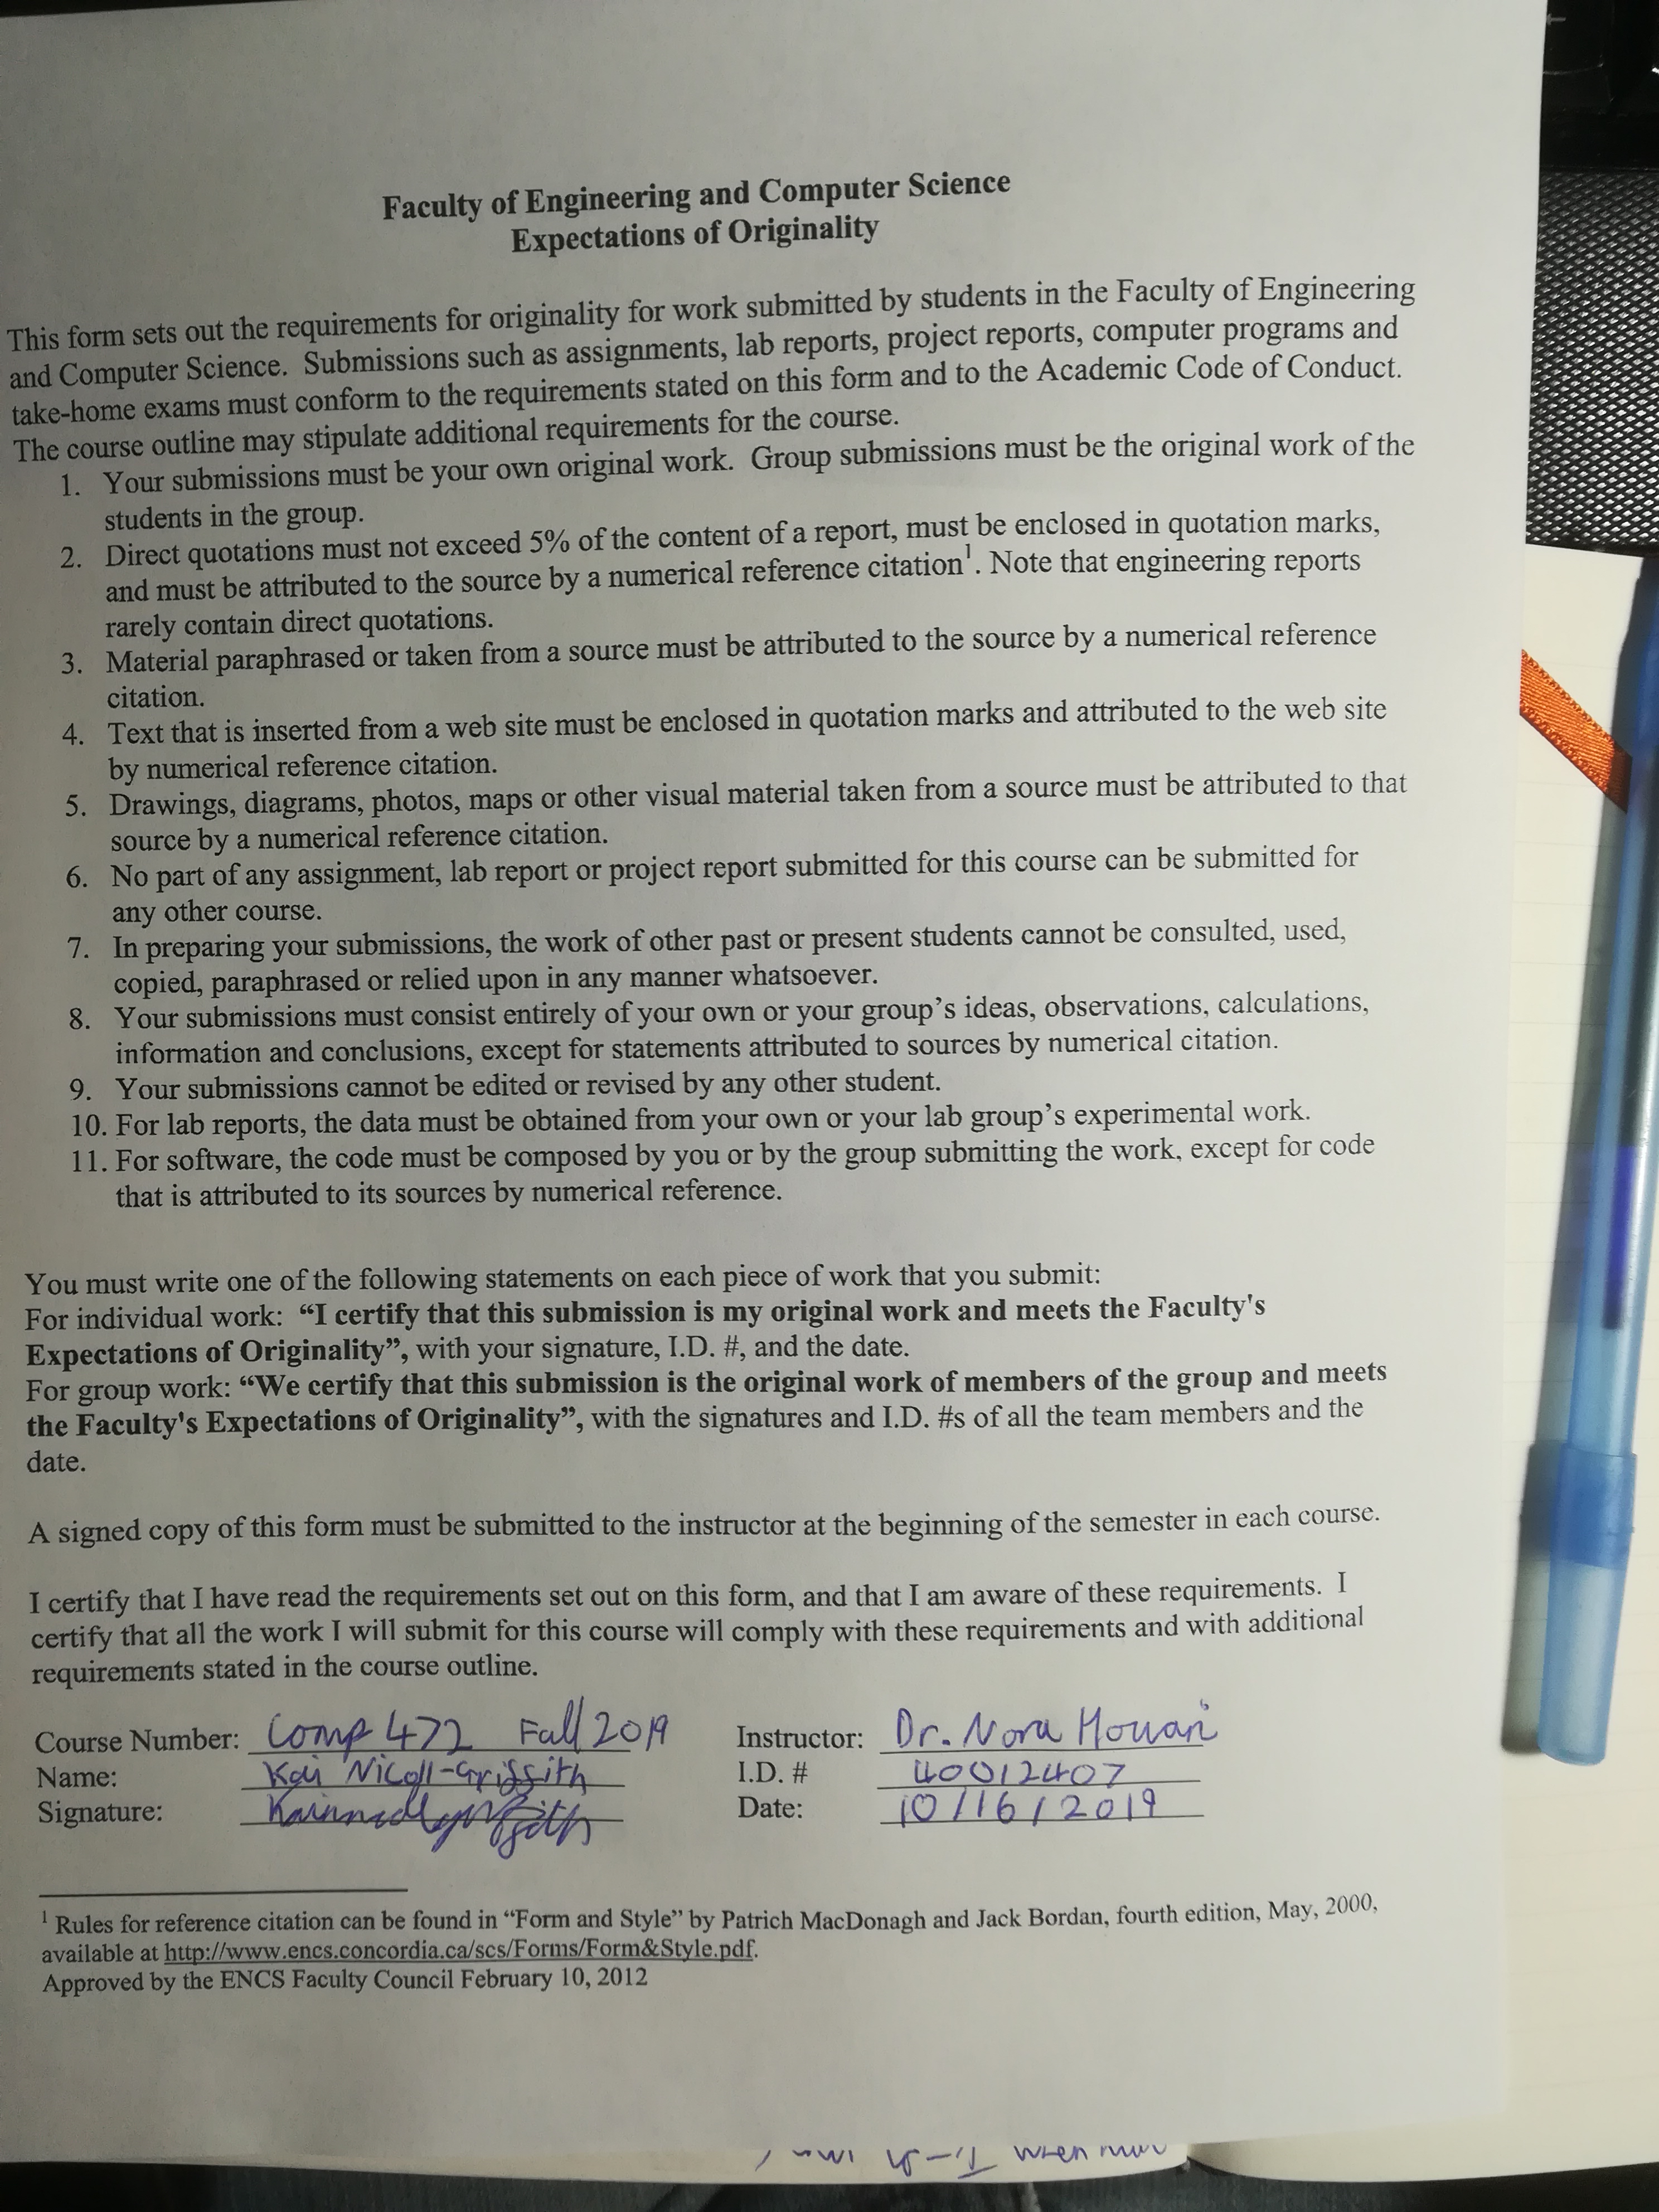 Faculty of Engineering and Computer Science
Expectations of Originality
This form sets out the requirements for originality for work submitted by students in the Faculty of Engineering
and Computer Science. Submissions such as assignments, lab reports, project reports, computer programs and
take-home exams must conform to the requirements stated on this form and to the Academic Code of Conduct.
The course outline may stipulate additional requirements for the course.
1. Your submissions must be your own original work. Group submissions must be the original work of the
students in the group.
2. Direct quotations must not exceed 5% of the content of a report, must be enclosed in quotation marks,
and must be attributed to the source by a numerical reference citation¹. Note that engineering reports
rarely contain direct quotations.
3. Material paraphrased or taken from a source must be attributed to the source by a numerical reference
citation.
4. Text that is inserted from a web site must be enclosed in quotation marks and attributed to the web site
by numerical reference citation.
5. Drawings, diagrams, photos, maps or other visual material taken from a source must be attributed to that
source by a numerical reference citation.
6. No part of any assignment, lab report or project report submitted for this course can be submitted for
any other course.
7. In preparing your submissions, the work of other past or present students cannot be consulted, used,
copied, paraphrased or relied upon in any manner whatsoever.
8. Your submissions must consist entirely of your own or your group’s ideas, observations, calculations,
information and conclusions, except for statements attributed to sources by numerical citation.
9. Your submissions cannot be edited or revised by any other student.
10. For lab reports, the data must be obtained from your own or your lab group’s experimental work.
11. For software, the code must be composed by you or by the group submitting the work, except for code
that is attributed to its sources by numerical reference.
You must write one of the following statements on each piece of work that you submit:
For individual work: “I certify that this submission is my original work and meets the Faculty's
Expectations of Originality”, with your signature, I.D. #, and the date.
For group work: “We certify that this submission is the original work of members of the group and meets
the Faculty's Expectations of Originality”, with the signatures and I.D. #s of all the team members and the
date.
A signed copy of this form must be submitted to the instructor at the beginning of the semester in each course.
I certify that I have read the requirements set out on this form, and that I am aware of these requirements. I
certify that all the work I will submit for this course will comply with these requirements and with additional
requirements stated in the course outline.
Course Number: Comp 472 Fall 2019 Instructor: Dr. Nora Houari
Name: Kai Nicoll-Griffith I.D. # 40012407
Signature: Date: 10/16/2019
¹ Rules for reference citation can be found in “Form and Style” by Patrich MacDonagh and Jack Bordan, fourth edition, May, 2000,
available at http://www.encs.concordia.ca/scs/Forms/Form&Style.pdf.
Approved by the ENCS Faculty Council February 10, 2012